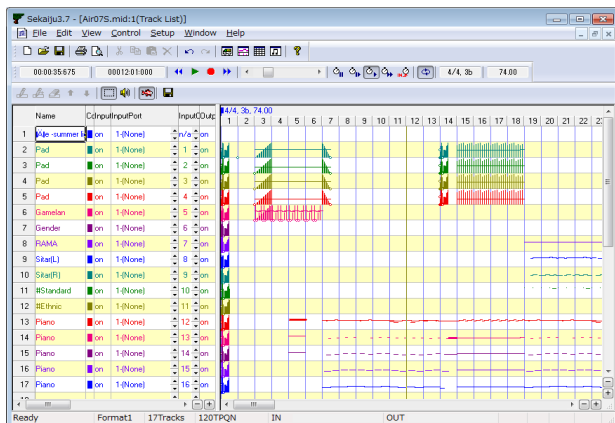 Sekaiju3.7 - [Air07S.mid:1(Track List)]
File Edit View Control Setup Window Help
00:00:35:675 00012:01:000 4/4, 3b 74.00
Name InputPort
4/4, 3b, 74.00
1 2 3 4 5 6 7 8 9 10 11 12 13 14 15 16 17 18 19 20 21 22
1 on 1-(None) n/a on
2 Pad on 1-(None) 1 on
3 Pad on 1-(None) 2 on
4 Pad on 1-(None) 3 on
5 Pad on 1-(None) 4 on
6 Gamelan on 1-(None) 5 on
7 Gender on 1-(None) 6 on
8 RAMA on 1-(None) 7 on
9 Sitar(L) on 1-(None) 8 on
10 Sitar(R) on 1-(None) 9 on
11 #Standard on 1-(None) 10 on
12 #Ethnic on 1-(None) 11 on
13 Piano on 1-(None) 12 on
14 Piano on 1-(None) 13 on
15 Piano on 1-(None) 14 on
16 Piano on 1-(None) 15 on
17 Piano on 1-(None) 16 on
Ready Format1 17Tracks 120TPQN IN OUT